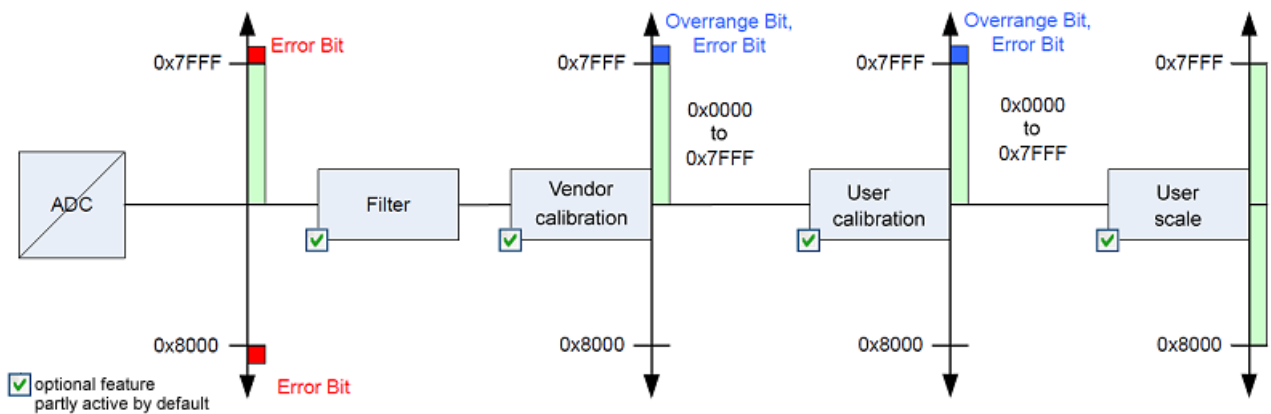 Error Bit
0x7FFF
Overrange Bit,
Error Bit
0x7FFF
0x0000
to
0x7FFF
Overrange Bit,
Error Bit
0x7FFF
0x0000
to
0x7FFF
0x7FFF
ADC
Filter
Vendor
calibration
User
calibration
User
scale
0x8000
0x8000
0x8000
0x8000
Error Bit
optional feature
partly active by default